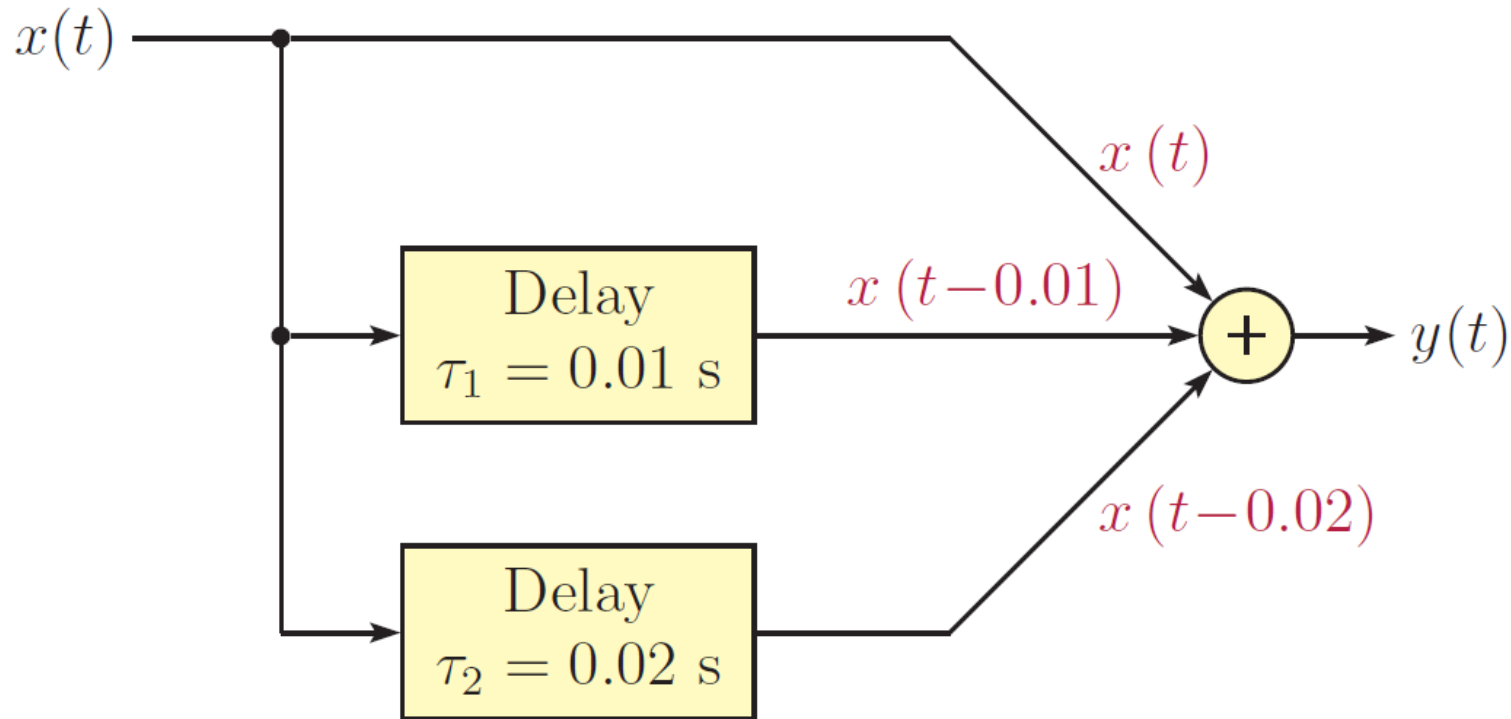 x(t)
x (t)
Delay
τ₁ = 0.01 s
x (t−0.01)
+
y(t)
x (t−0.02)
Delay
τ₂ = 0.02 s